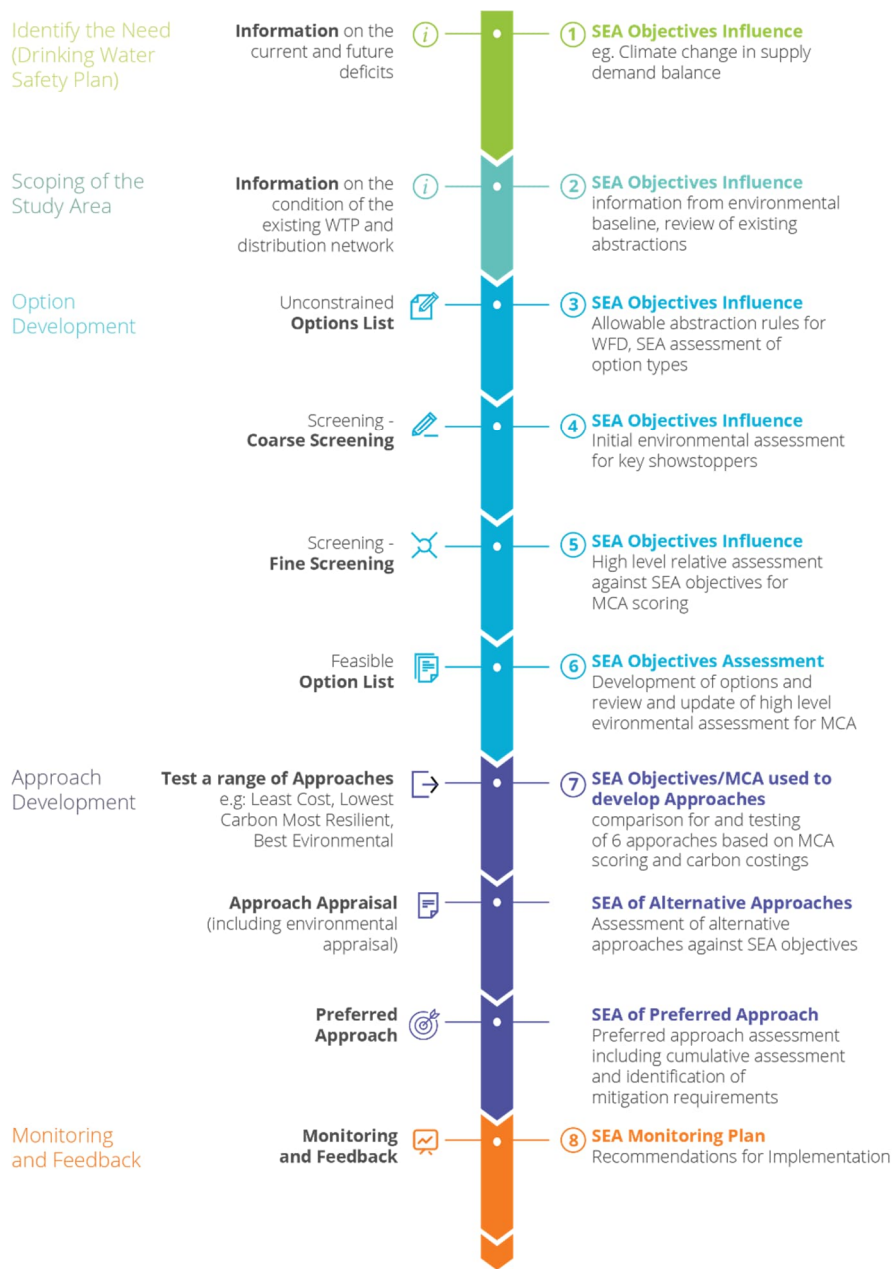 Identify the Need
(Drinking Water
Safety Plan)
Information on the
current and future
deficits
i
1
SEA Objectives Influence
eg. Climate change in supply
demand balance
Scoping of the
Study Area
Information on the
condition of the
existing WTP and
distribution network
i
2
SEA Objectives Influence
information from environmental
baseline, review of existing
abstractions
Option
Development
Unconstrained
Options List
3
SEA Objectives Influence
Allowable abstraction rules for
WFD, SEA assessment of
option types
Screening -
Coarse Screening
4
SEA Objectives Influence
Initial environmental assessment
for key showstoppers
Screening -
Fine Screening
5
SEA Objectives Influence
High level relative assessment
against SEA objectives for
MCA scoring
Feasible
Option List
6
SEA Objectives Assessment
Development of options and
review and update of high level
evironmental assessment for MCA
Approach
Development
Test a range of Approaches
e.g: Least Cost, Lowest
Carbon Most Resilient,
Best Evironmental
7
SEA Objectives/MCA used to
develop Approaches
comparison for and testing
of 6 apporaches based on MCA
scoring and carbon costings
Approach Appraisal
(including environmental
appraisal)
SEA of Alternative Approaches
Assessment of alternative
approaches against SEA objectives
Preferred
Approach
SEA of Preferred Approach
Preferred approach assessment
including cumulative assessment
and identification of
mitigation requirements
Monitoring
and Feedback
Monitoring
and Feedback
8
SEA Monitoring Plan
Recommendations for Implementation